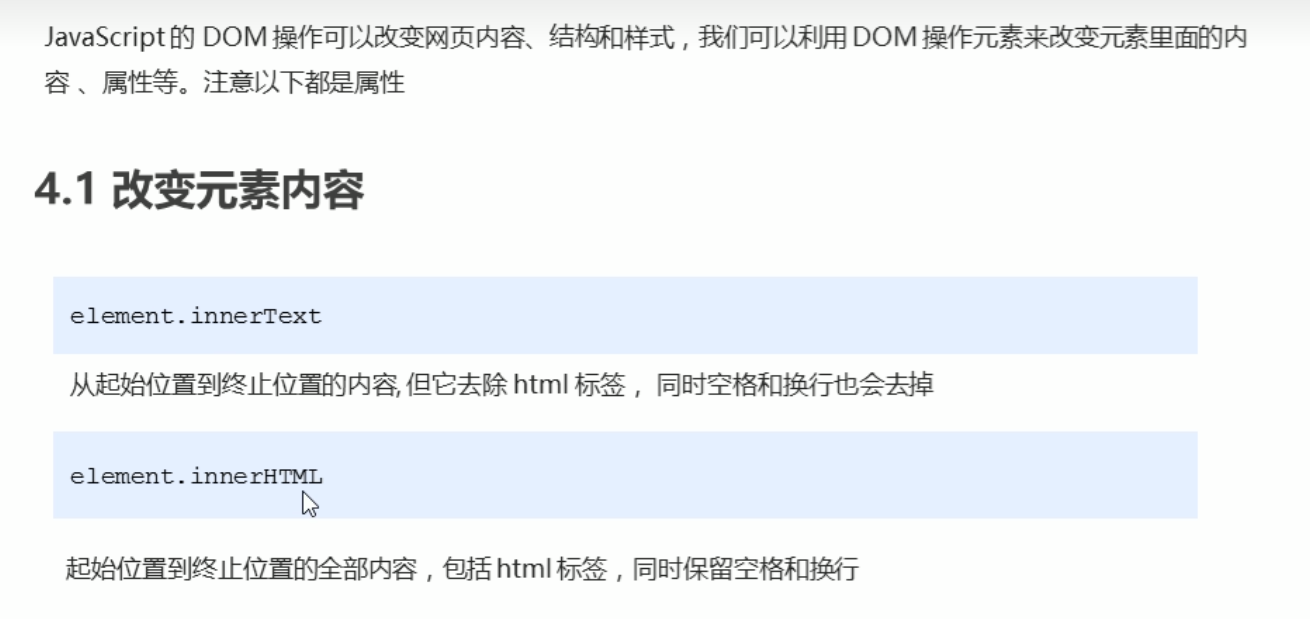 JavaScript 的 DOM 操作可以改变网页内容、结构和样式，我们可以利用 DOM 操作元素来改变元素里面的内
容 、属性等。注意以下都是属性
4.1 改变元素内容
element.innerText
从起始位置到终止位置的内容, 但它去除 html 标签， 同时空格和换行也会去掉
element.innerHTML
起始位置到终止位置的全部内容，包括 html 标签，同时保留空格和换行